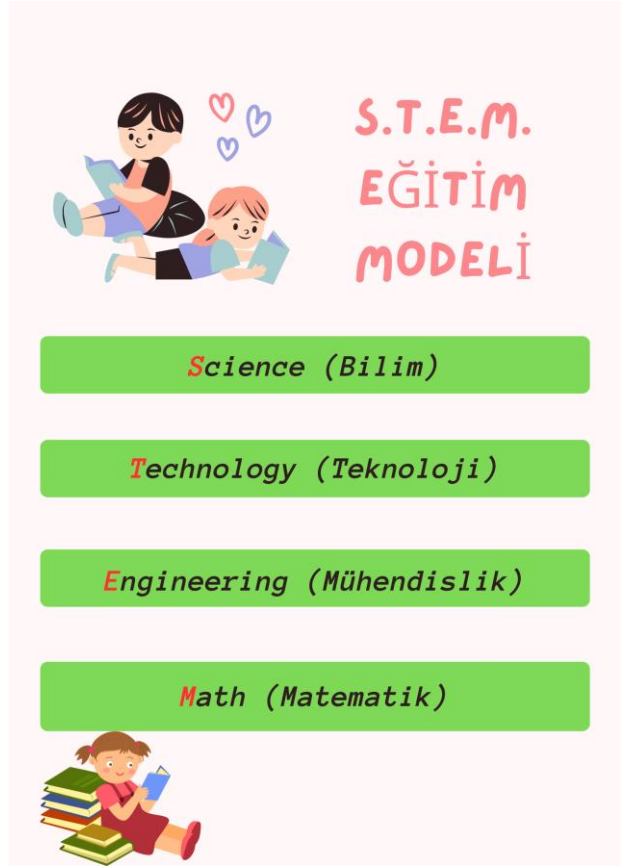 S.T.E.M.
EĞİTİM
MODELİ
Science (Bilim)
Technology (Teknoloji)
Engineering (Mühendislik)
Math (Matematik)